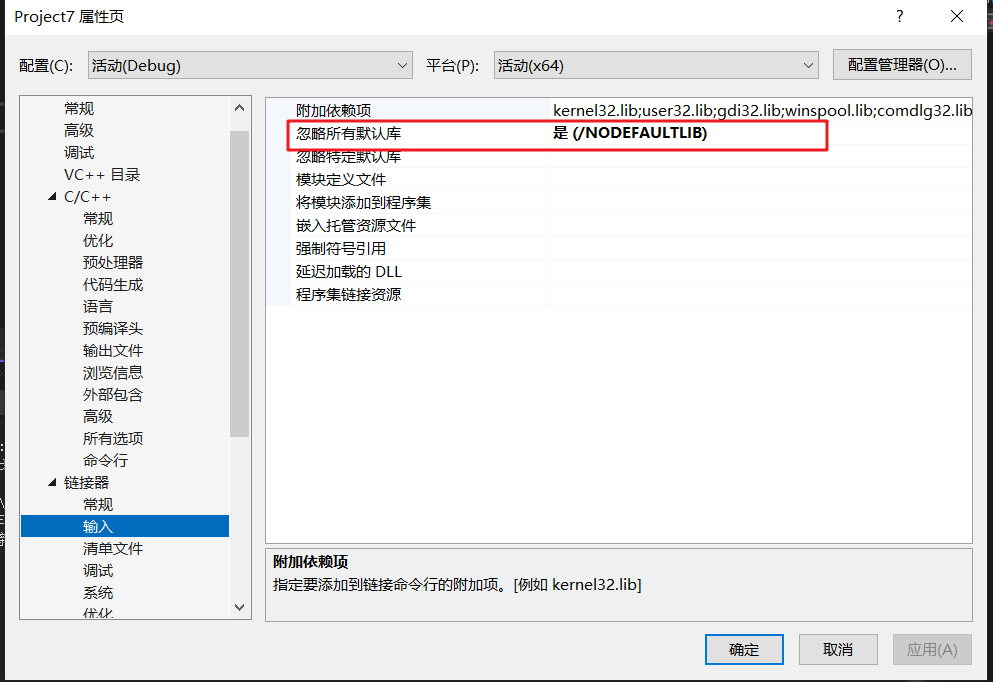 Project7 属性页
?
配置(C):
活动(Debug)
平台(P):
活动(x64)
配置管理器(O)...
常规
高级
调试
VC++ 目录
C/C++
常规
优化
预处理器
代码生成
语言
预编译头
输出文件
浏览信息
外部包含
高级
所有选项
命令行
链接器
常规
输入
清单文件
调试
系统
优化
附加依赖项 kernel32.lib;user32.lib;gdi32.lib;winspool.lib;comdlg32.lib
忽略所有默认库 是 (/NODEFAULTLIB)
忽略特定默认库
模块定义文件
将模块添加到程序集
嵌入托管资源文件
强制符号引用
延迟加载的 DLL
程序集链接资源
附加依赖项
指定要添加到链接命令行的附加项。[例如 kernel32.lib]
确定
取消
应用(A)